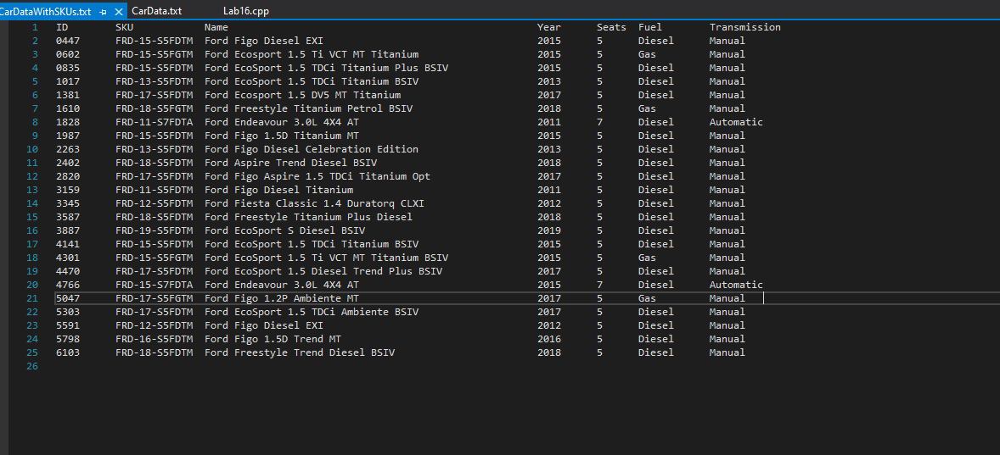 CarDataWithSKUs.txt CarData.txt Lab16.cpp
1 ID SKU Name Year Seats Fuel Transmission
2 0447 FRD-15-S5FDTM Ford Figo Diesel EXI 2015 5 Diesel Manual
3 0602 FRD-15-S5FGTM Ford Ecosport 1.5 Ti VCT MT Titanium 2015 5 Gas Manual
4 0835 FRD-15-S5FDTM Ford EcoSport 1.5 TDCi Titanium Plus BSIV 2015 5 Diesel Manual
5 1017 FRD-13-S5FDTM Ford EcoSport 1.5 TDCi Titanium BSIV 2013 5 Diesel Manual
6 1381 FRD-17-S5FDTM Ford Ecosport 1.5 DV5 MT Titanium 2017 5 Diesel Manual
7 1610 FRD-18-S5FGTM Ford Freestyle Titanium Petrol BSIV 2018 5 Gas Manual
8 1828 FRD-11-S7FDTA Ford Endeavour 3.0L 4X4 AT 2011 7 Diesel Automatic
9 1987 FRD-15-S5FDTM Ford Figo 1.5D Titanium MT 2015 5 Diesel Manual
10 2263 FRD-13-S5FDTM Ford Figo Diesel Celebration Edition 2013 5 Diesel Manual
11 2402 FRD-18-S5FDTM Ford Aspire Trend Diesel BSIV 2018 5 Diesel Manual
12 2820 FRD-17-S5FDTM Ford Figo Aspire 1.5 TDCi Titanium Opt 2017 5 Diesel Manual
13 3159 FRD-11-S5FDTM Ford Figo Diesel Titanium 2011 5 Diesel Manual
14 3345 FRD-12-S5FDTM Ford Fiesta Classic 1.4 Duratorq CLXI 2012 5 Diesel Manual
15 3587 FRD-18-S5FDTM Ford Freestyle Titanium Plus Diesel 2018 5 Diesel Manual
16 3887 FRD-19-S5FDTM Ford EcoSport S Diesel BSIV 2019 5 Diesel Manual
17 4141 FRD-15-S5FDTM Ford EcoSport 1.5 TDCi Titanium BSIV 2015 5 Diesel Manual
18 4301 FRD-15-S5FGTM Ford Ecosport 1.5 Ti VCT MT Titanium BSIV 2015 5 Gas Manual
19 4470 FRD-17-S5FDTM Ford EcoSport 1.5 Diesel Trend Plus BSIV 2017 5 Diesel Manual
20 4766 FRD-15-S7FDTA Ford Endeavour 3.0L 4X4 AT 2015 7 Diesel Automatic
21 5047 FRD-17-S5FGTM Ford Figo 1.2P Ambiente MT 2017 5 Gas Manual
22 5303 FRD-17-S5FDTM Ford EcoSport 1.5 TDCi Ambiente BSIV 2017 5 Diesel Manual
23 5591 FRD-12-S5FDTM Ford Figo Diesel EXI 2012 5 Diesel Manual
24 5798 FRD-16-S5FDTM Ford Figo 1.5D Trend MT 2016 5 Diesel Manual
25 6103 FRD-18-S5FDTM Ford Freestyle Trend Diesel BSIV 2018 5 Diesel Manual
26